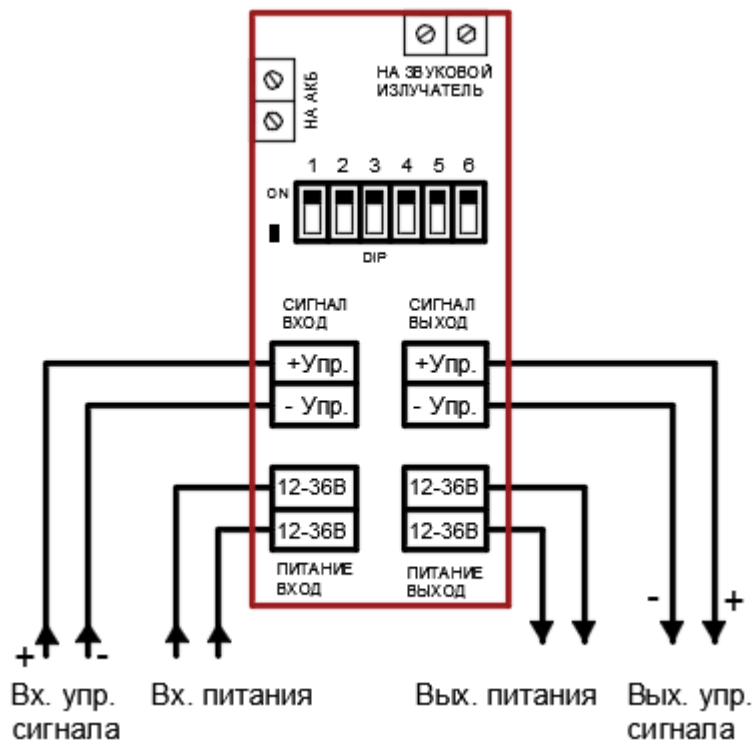 НА ЗВУКОВОЙ
ИЗЛУЧАТЕЛЬ
НА АКБ
1 2 3 4 5 6
ON
DIP
СИГНАЛ
ВХОД
СИГНАЛ
ВЫХОД
+Упр.
+Упр.
- Упр.
- Упр.
12-36В
12-36В
12-36В
12-36В
ПИТАНИЕ
ВХОД
ПИТАНИЕ
ВЫХОД
+ -
- +
Вх. упр.
сигнала
Вх. питания
Вых. питания
Вых. упр.
сигнала